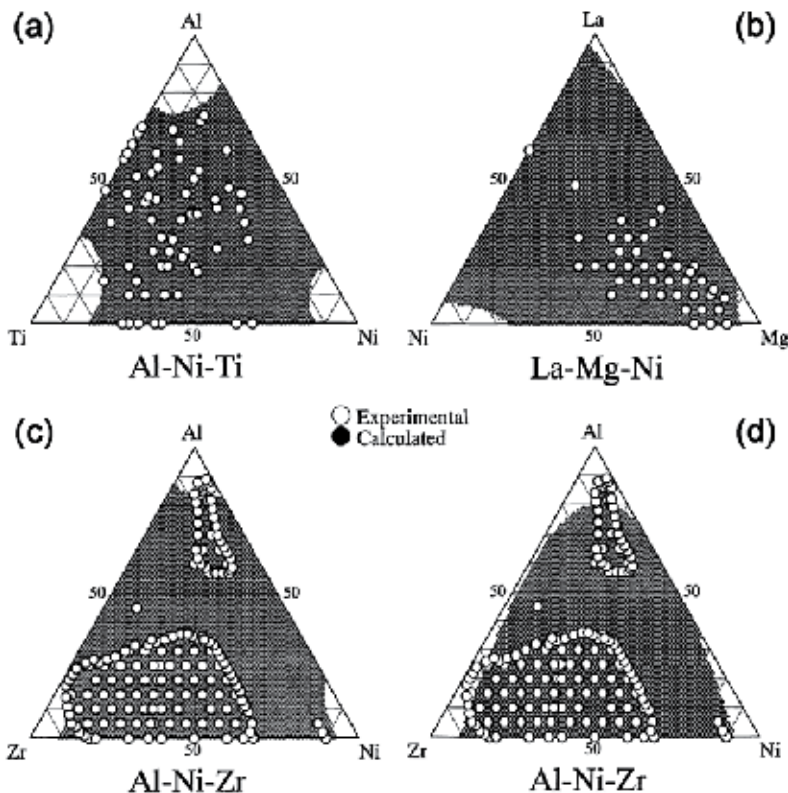 (a)
Al
50
50
Ti
50
Ni
Al-Ni-Ti
(b)
La
50
50
Ni
50
Mg
La-Mg-Ni
Experimental
Calculated
(c)
Al
50
50
Zr
50
Ni
Al-Ni-Zr
(d)
Al
50
50
Zr
50
Ni
Al-Ni-Zr